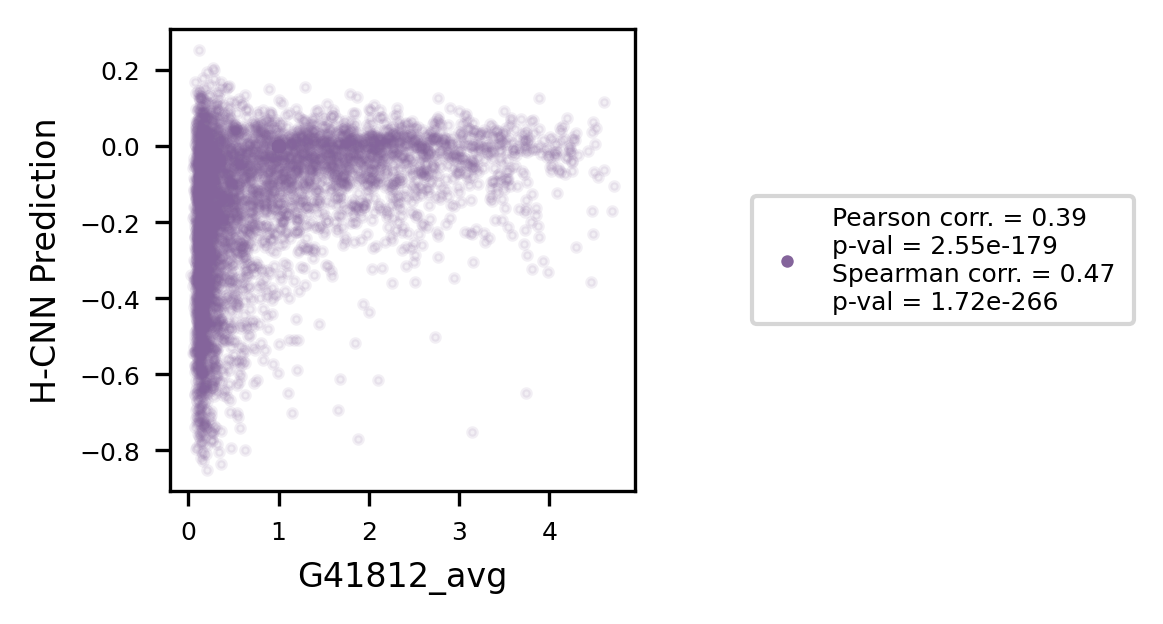 0.2
0.0
−0.2
−0.4
−0.6
−0.8
H-CNN Prediction
0 1 2 3 4
G41812_avg
Pearson corr. = 0.39
p-val = 2.55e-179
Spearman corr. = 0.47
p-val = 1.72e-266